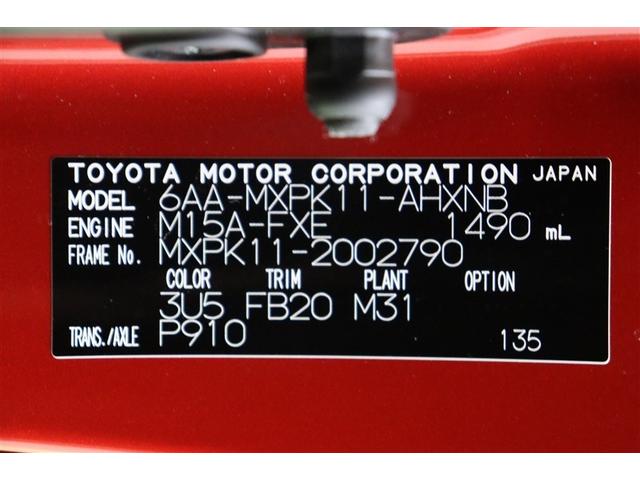 TOYOTA MOTOR CORPORATION JAPAN
MODEL 6AA-MXPK11-AHXNB
ENGINE M15A-FXE 1490 mL
FRAME No. MXPK11-2002790
COLOR TRIM PLANT OPTION
3U5 FB20 M31
TRANS./AXLE P910 135